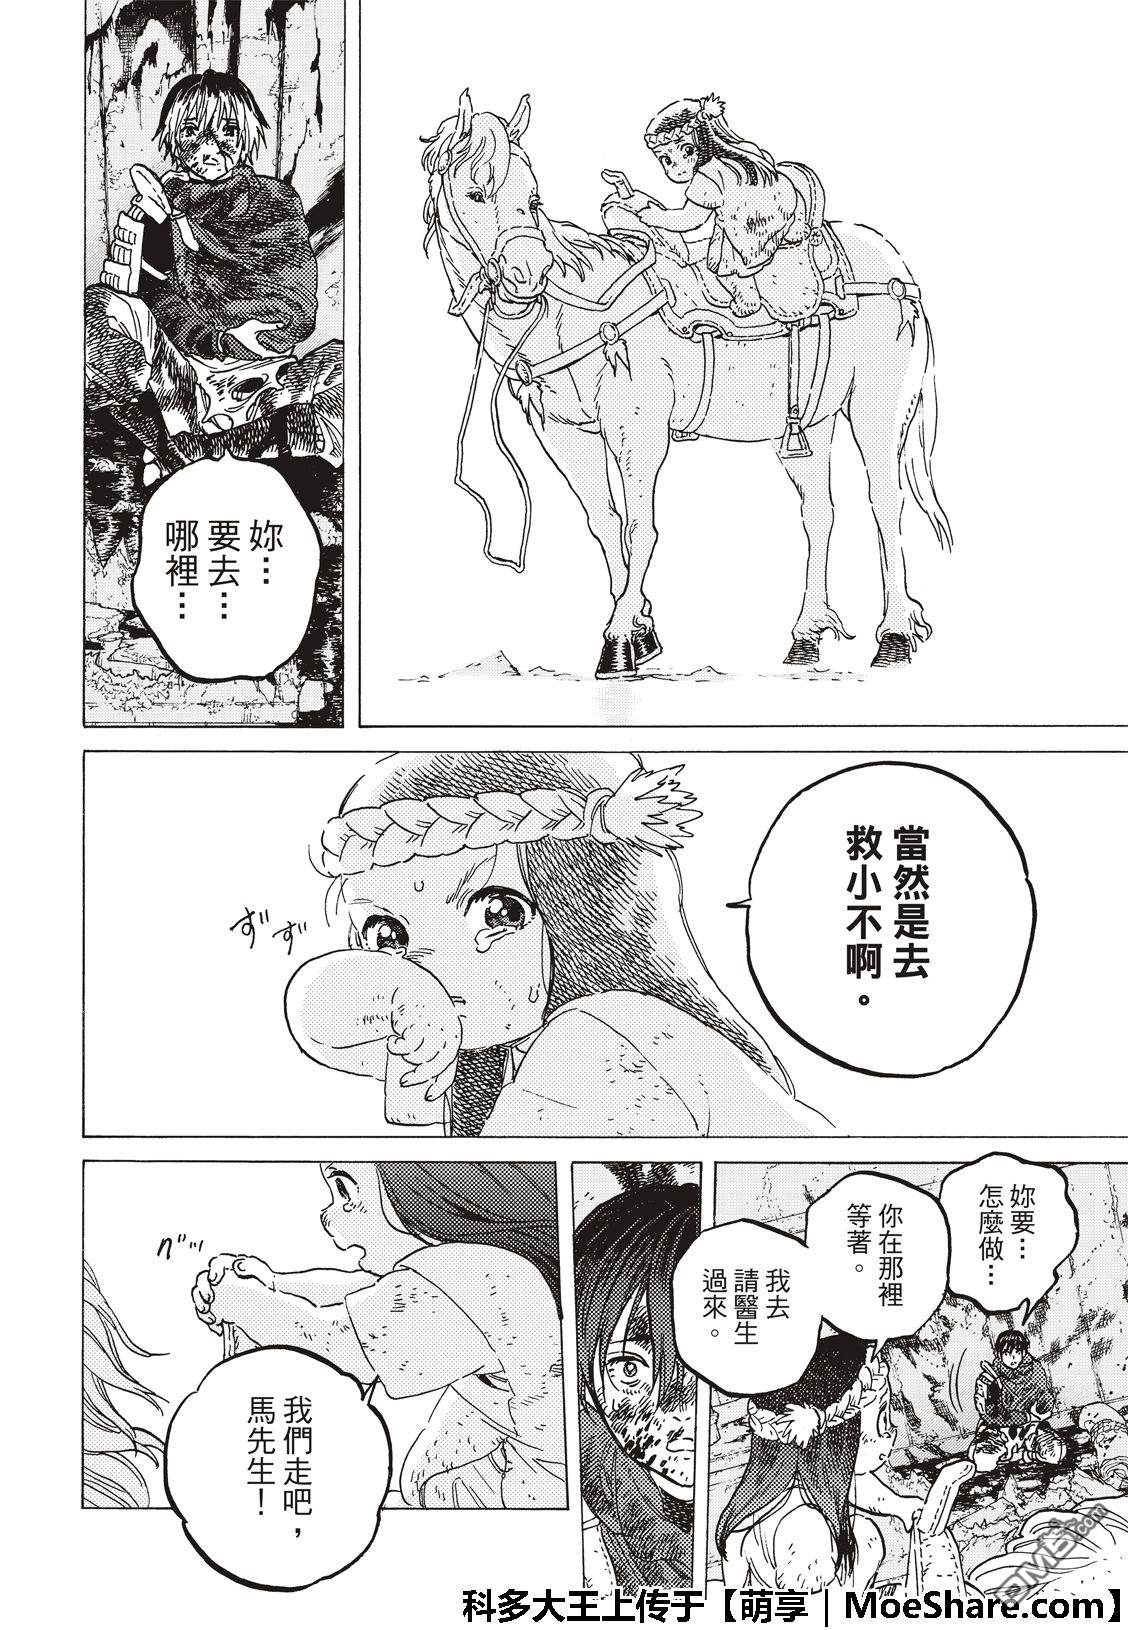 妳⋯
要去⋯
哪裡⋯
當然是去
救小不啊。
ず゛ず゛
妳要⋯
怎麼做⋯
你在那裡
等著。
我去
請醫生
過來。
グッ
我們走吧，
馬先生！
科多大王上传于【萌享｜MoeShare.com】